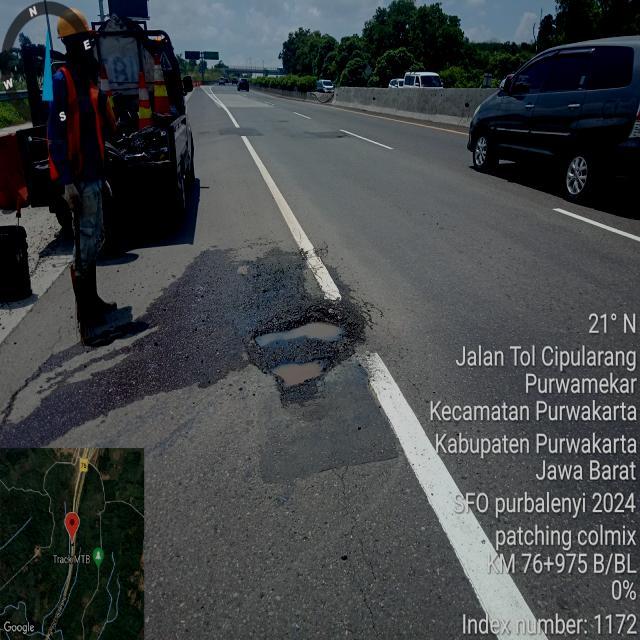 N
E
S
W
21° N
Jalan Tol Cipularang
Purwamekar
Kecamatan Purwakarta
Kabupaten Purwakarta
Jawa Barat
SFO purbalenyi 2024
patching colmix
KM 76+975 B/BL
0%
Index number: 1172
Track MTB
Google